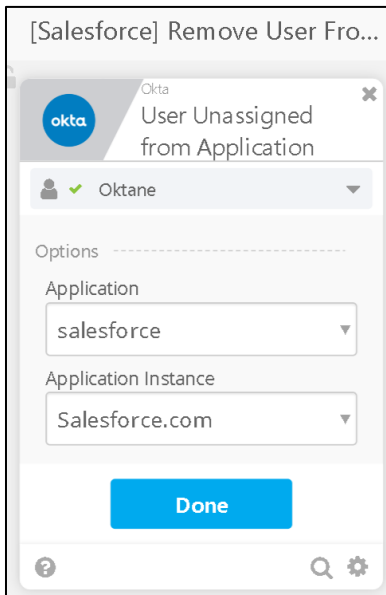 [Salesforce] Remove User Fro...
Okta
okta
User Unassigned
from Application
Oktane
Options
Application
salesforce
Application Instance
Salesforce.com
Done